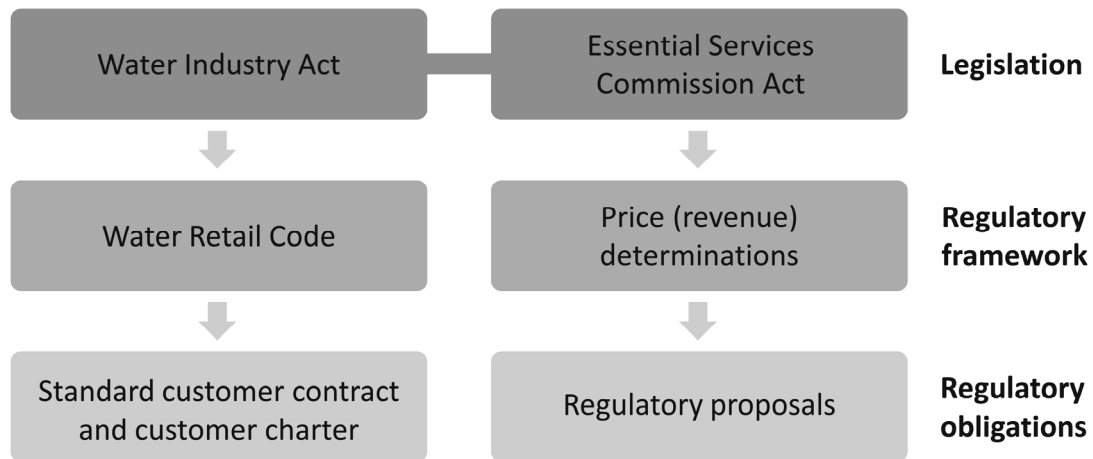 Water Industry Act
Essential Services
Commission Act
Legislation
Water Retail Code
Price (revenue)
determinations
Regulatory
framework
Standard customer contract
and customer charter
Regulatory proposals
Regulatory
obligations